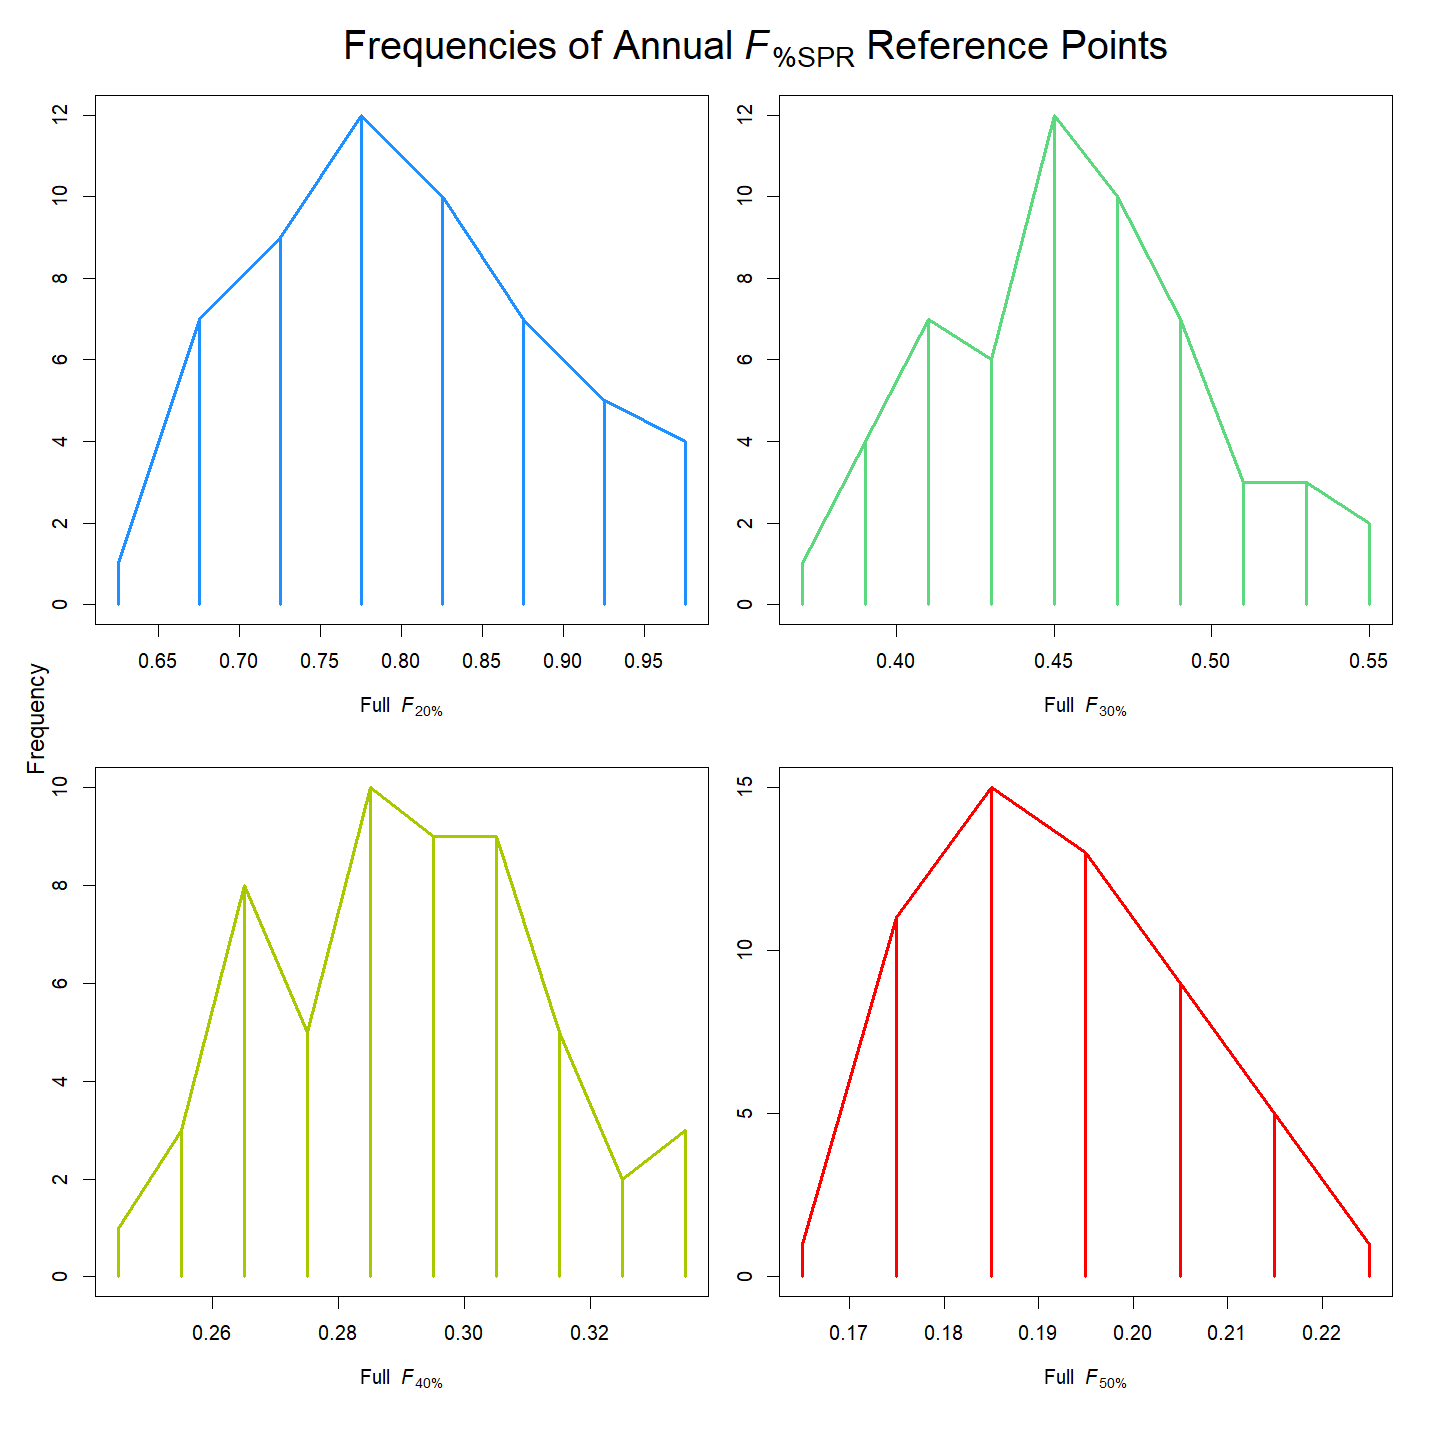 Frequencies of Annual F%SPR Reference Points
Frequency
0 2 4 6 8 10 12
0.65 0.70 0.75 0.80 0.85 0.90 0.95
Full F20%
0 2 4 6 8 10 12
0.40 0.45 0.50 0.55
Full F30%
0 2 4 6 8 10
0.26 0.28 0.30 0.32
Full F40%
0 5 10 15
0.17 0.18 0.19 0.20 0.21 0.22
Full F50%